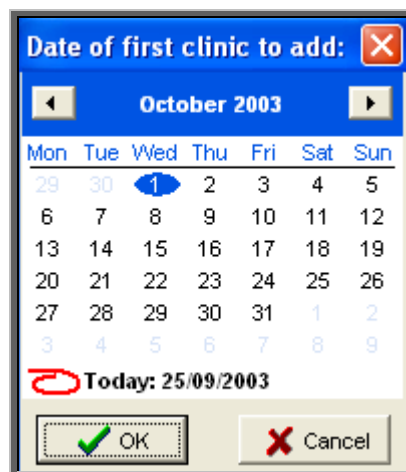 Date of first clinic to add:
October 2003
Mon Tue Wed Thu Fri Sat Sun
29 30 1 2 3 4 5
6 7 8 9 10 11 12
13 14 15 16 17 18 19
20 21 22 23 24 25 26
27 28 29 30 31 1 2
3 4 5 6 7 8 9
Today: 25/09/2003
OK Cancel